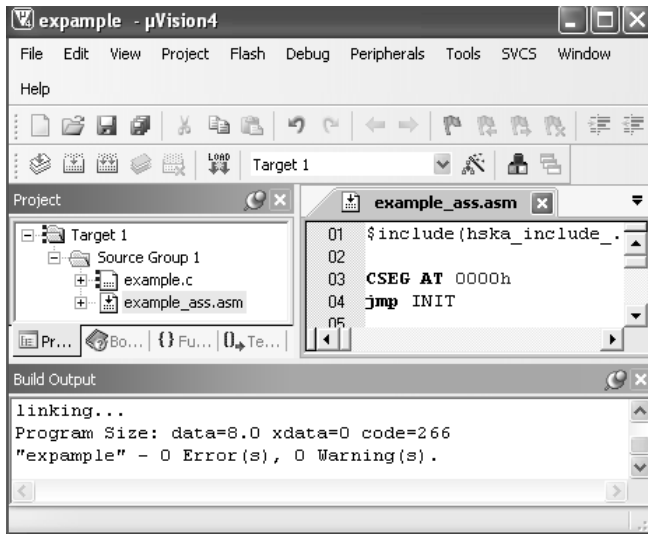 expample - µVision4
File Edit View Project Flash Debug Peripherals Tools SVCS Window
Help
LOAD
Target 1
Project
example_ass.asm
Target 1
Source Group 1
example.c
example_ass.asm
01 $include(hska_include_.
02
03 CSEG AT 0000h
04 jmp INIT
05
Pr... Bo... {} Fu... 0 Te...
Build Output
linking...
Program Size: data=8.0 xdata=0 code=266
"expample" - 0 Error(s), 0 Warning(s).